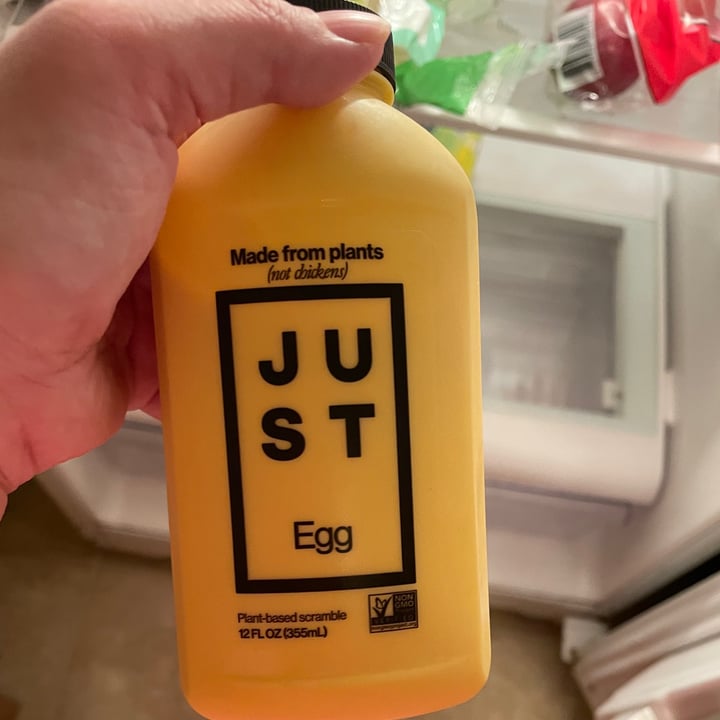 Made from plants
(not chickens)
JU
ST
Egg
Plant-based scramble
12 FL OZ (355mL)
NON
GMO